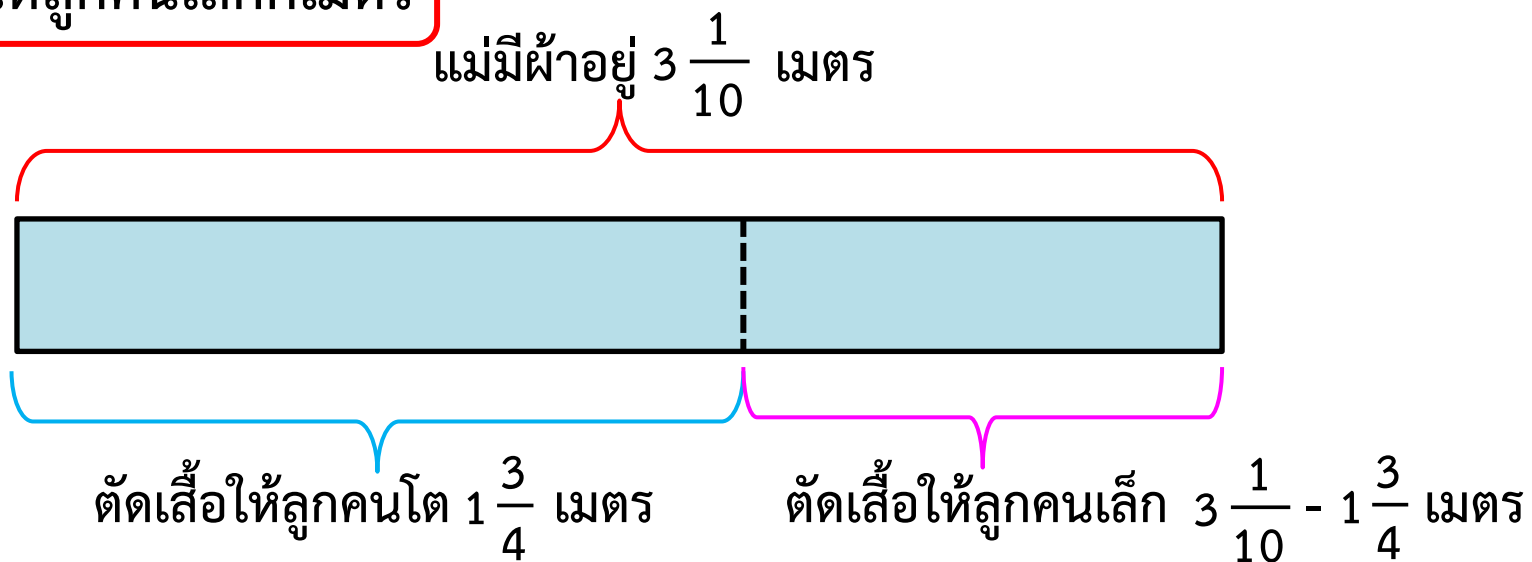 แม่มีผ้าอยู่ 3 1/10 เมตร
ตัดเสื้อให้ลูกคนโต 1 3/4 เมตร
ตัดเสื้อให้ลูกคนเล็ก 3 1/10 - 1 3/4 เมตร